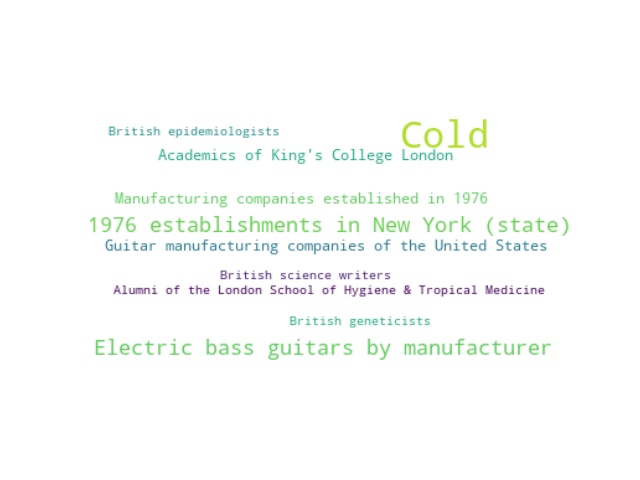 British epidemiologists
Cold
Academics of King's College London
Manufacturing companies established in 1976
1976 establishments in New York (state)
Guitar manufacturing companies of the United States
British science writers
Alumni of the London School of Hygiene & Tropical Medicine
British geneticists
Electric bass guitars by manufacturer